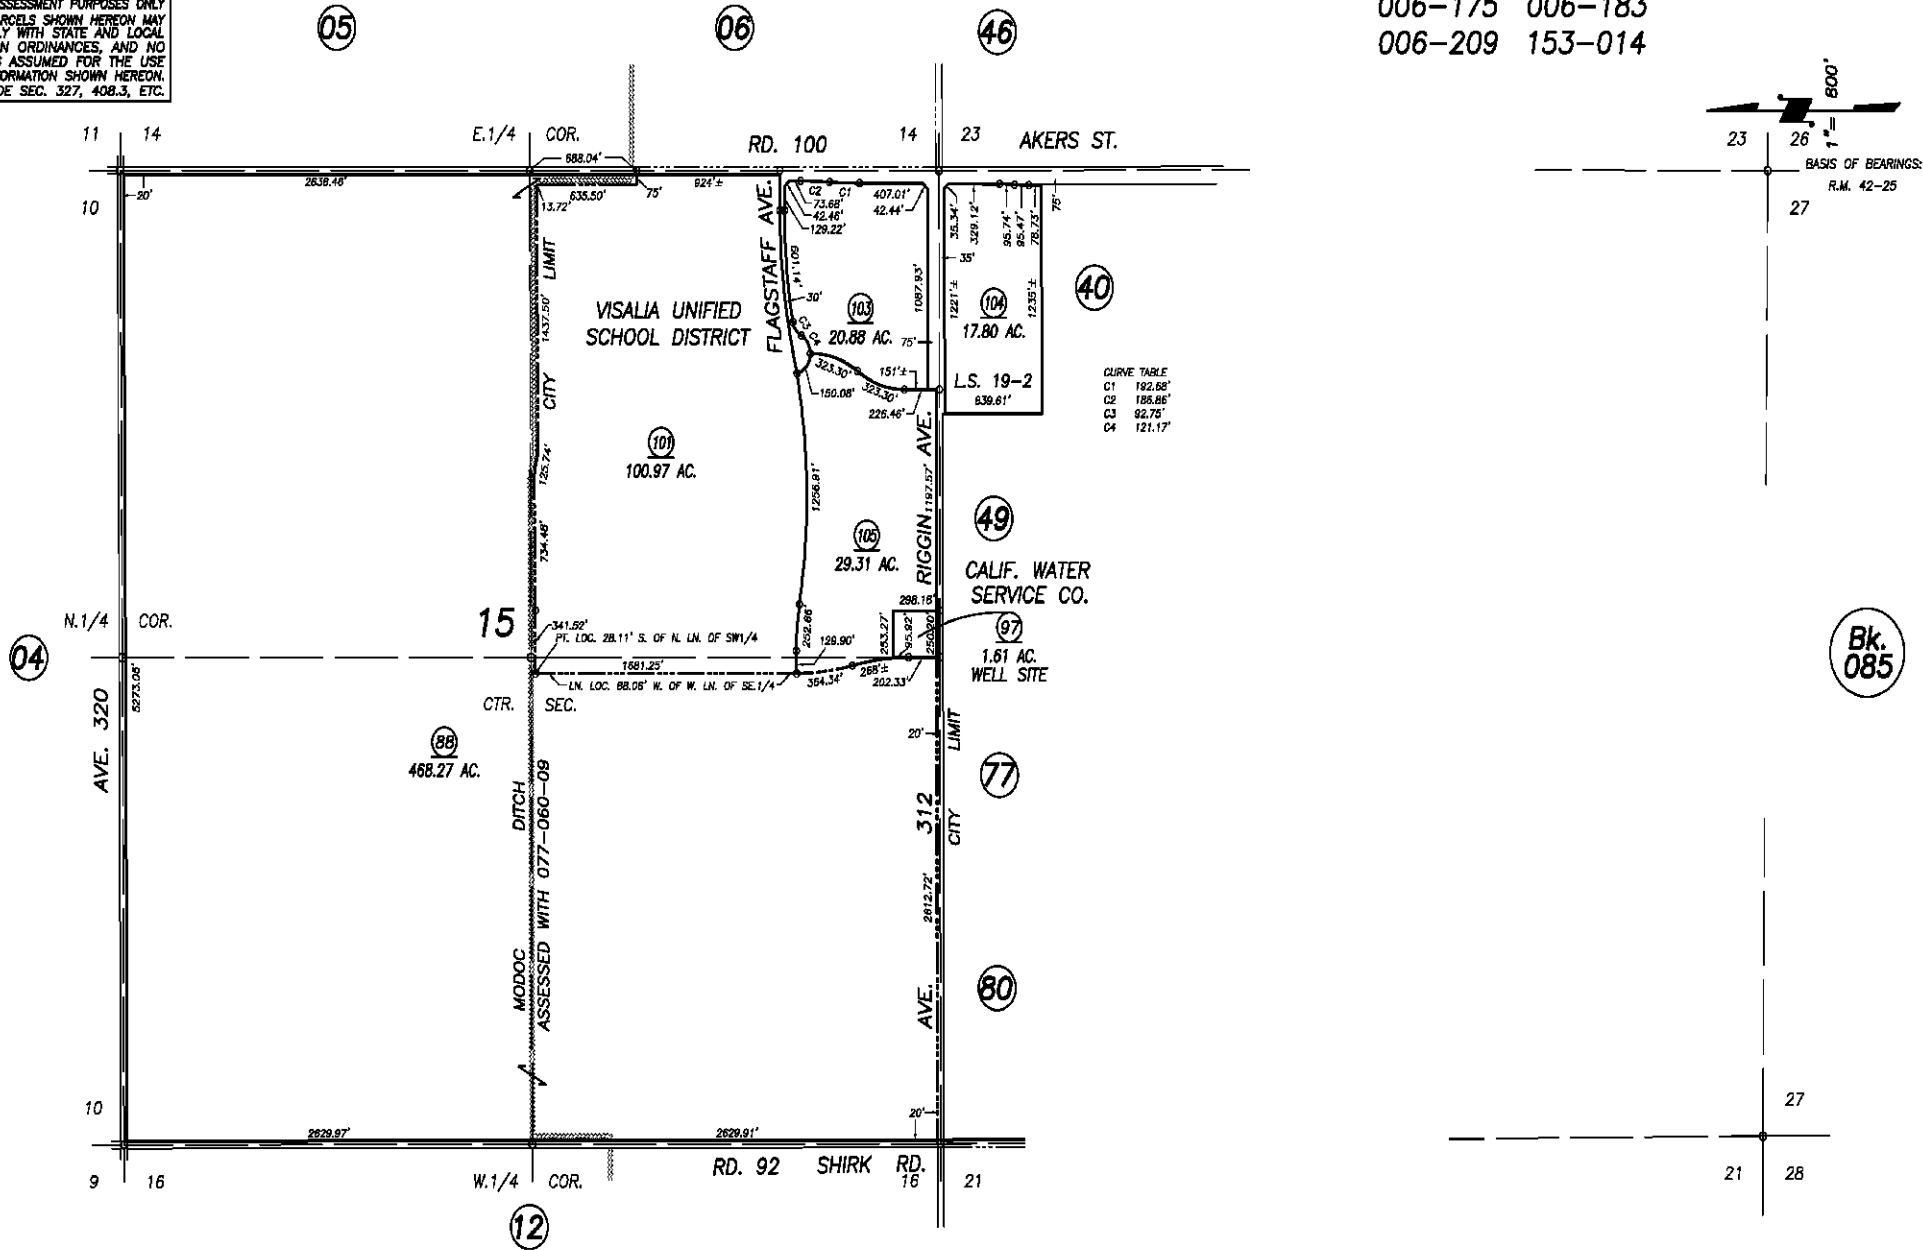 ASSESSMENT PURPOSES ONLY
RCELS SHOWN HEREON MAY
Y WITH STATE AND LOCAL
N ORDINANCES, AND NO
S ASSUMED FOR THE USE
ORMATION SHOWN HEREON.
DE SEC. 327, 408.3, ETC.
05
06
46
006-175 006-183
006-209 153-014
1"= 800'
11 14
E.1/4 COR.
RD. 100
14 23
AKERS ST.
23 26
BASIS OF BEARINGS:
R.M. 42-25
688.04'
2638.46'
20'
635.50'
75'
924'±
13.72'
C2 C1
407.01'
73.68'
42.46'
42.44'
129.22'
35.34'
329.12'
95.74'
95.47'
78.73'
75'
10
27
35'
LIMIT
1437.50'
CITY
125.74'
734.48'
VISALIA UNIFIED
SCHOOL DISTRICT
FLAGSTAFF AVE.
601.14'
30'
C3
C4
103
20.88 AC.
1087.93'
75'
1221'±
104
17.80 AC.
1235'±
40
323.30'
323.30'
151'±
150.08'
226.46'
L.S. 19-2
639.61'
CURVE TABLE
C1 192.68'
C2 186.86'
C3 92.75'
C4 121.17'
101
100.97 AC.
1256.91'
RIGGIN AVE.
1197.57'
49
105
29.31 AC.
CALIF. WATER
SERVICE CO.
298.16'
97
1.61 AC.
WELL SITE
N.1/4 COR.
04
15
341.52'
PT. LOC. 28.11' S. OF N. LN. OF SW1/4
252.66'
129.90'
253.27'
95.92'
250.20'
1681.25'
LN. LOC. 88.06' W. OF W. LN. OF SE.1/4
354.34'
268'±
202.33'
Bk.
085
CTR. SEC.
AVE. 320
5273.05'
88
468.27 AC.
20'
LIMIT
CITY
77
312
AVE.
2612.72'
80
MODOC DITCH
ASSESSED WITH 077-060-09
20'
10
27
2629.97'
2629.91'
RD. 92 SHIRK RD.
9 16
W.1/4 COR.
16 21
21 28
12